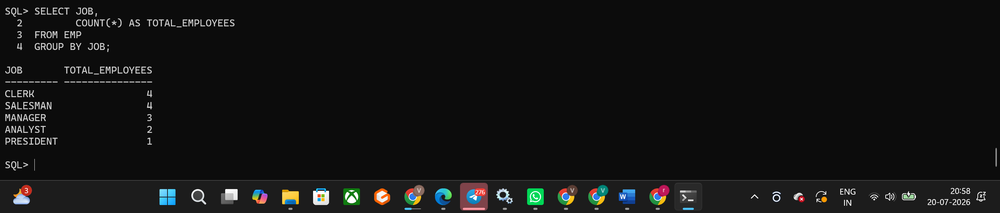 SQL> SELECT JOB,
  2         COUNT(*) AS TOTAL_EMPLOYEES
  3  FROM EMP
  4  GROUP BY JOB;
JOB       TOTAL_EMPLOYEES
--------- ---------------
CLERK                   4
SALESMAN                4
MANAGER                 3
ANALYST                 2
PRESIDENT               1
SQL>
3
V
276
V
V
W
r
ENG
IN
20:58
20-07-2026